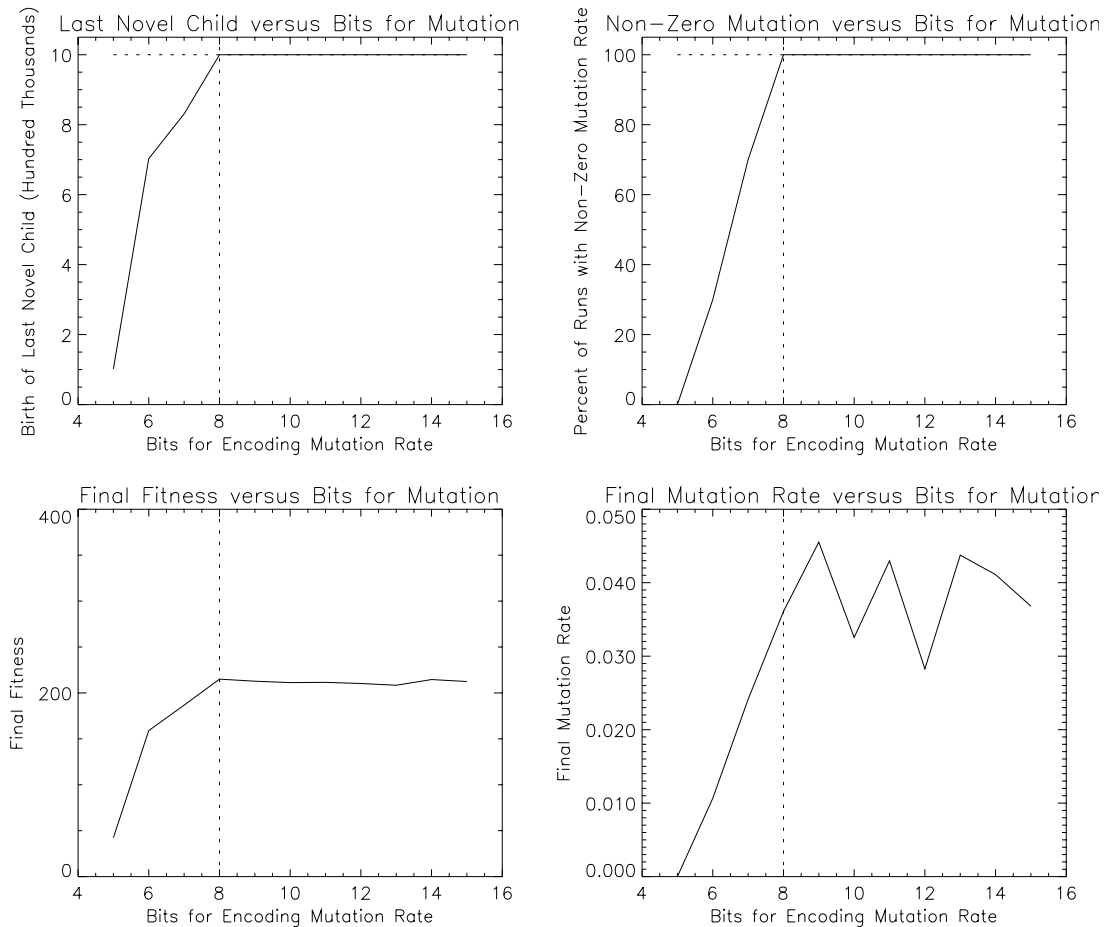 Last Novel Child versus Bits for Mutation
Birth of Last Novel Child (Hundred Thousands)
10
8
6
4
2
0
4 6 8 10 12 14 16
Bits for Encoding Mutation Rate
Non-Zero Mutation versus Bits for Mutation
Percent of Runs with Non-Zero Mutation Rate
100
80
60
40
20
0
4 6 8 10 12 14 16
Bits for Encoding Mutation Rate
Final Fitness versus Bits for Mutation
Final Fitness
400
200
0
4 6 8 10 12 14 16
Bits for Encoding Mutation Rate
Final Mutation Rate versus Bits for Mutation
Final Mutation Rate
0.050
0.040
0.030
0.020
0.010
0.000
4 6 8 10 12 14 16
Bits for Encoding Mutation Rate